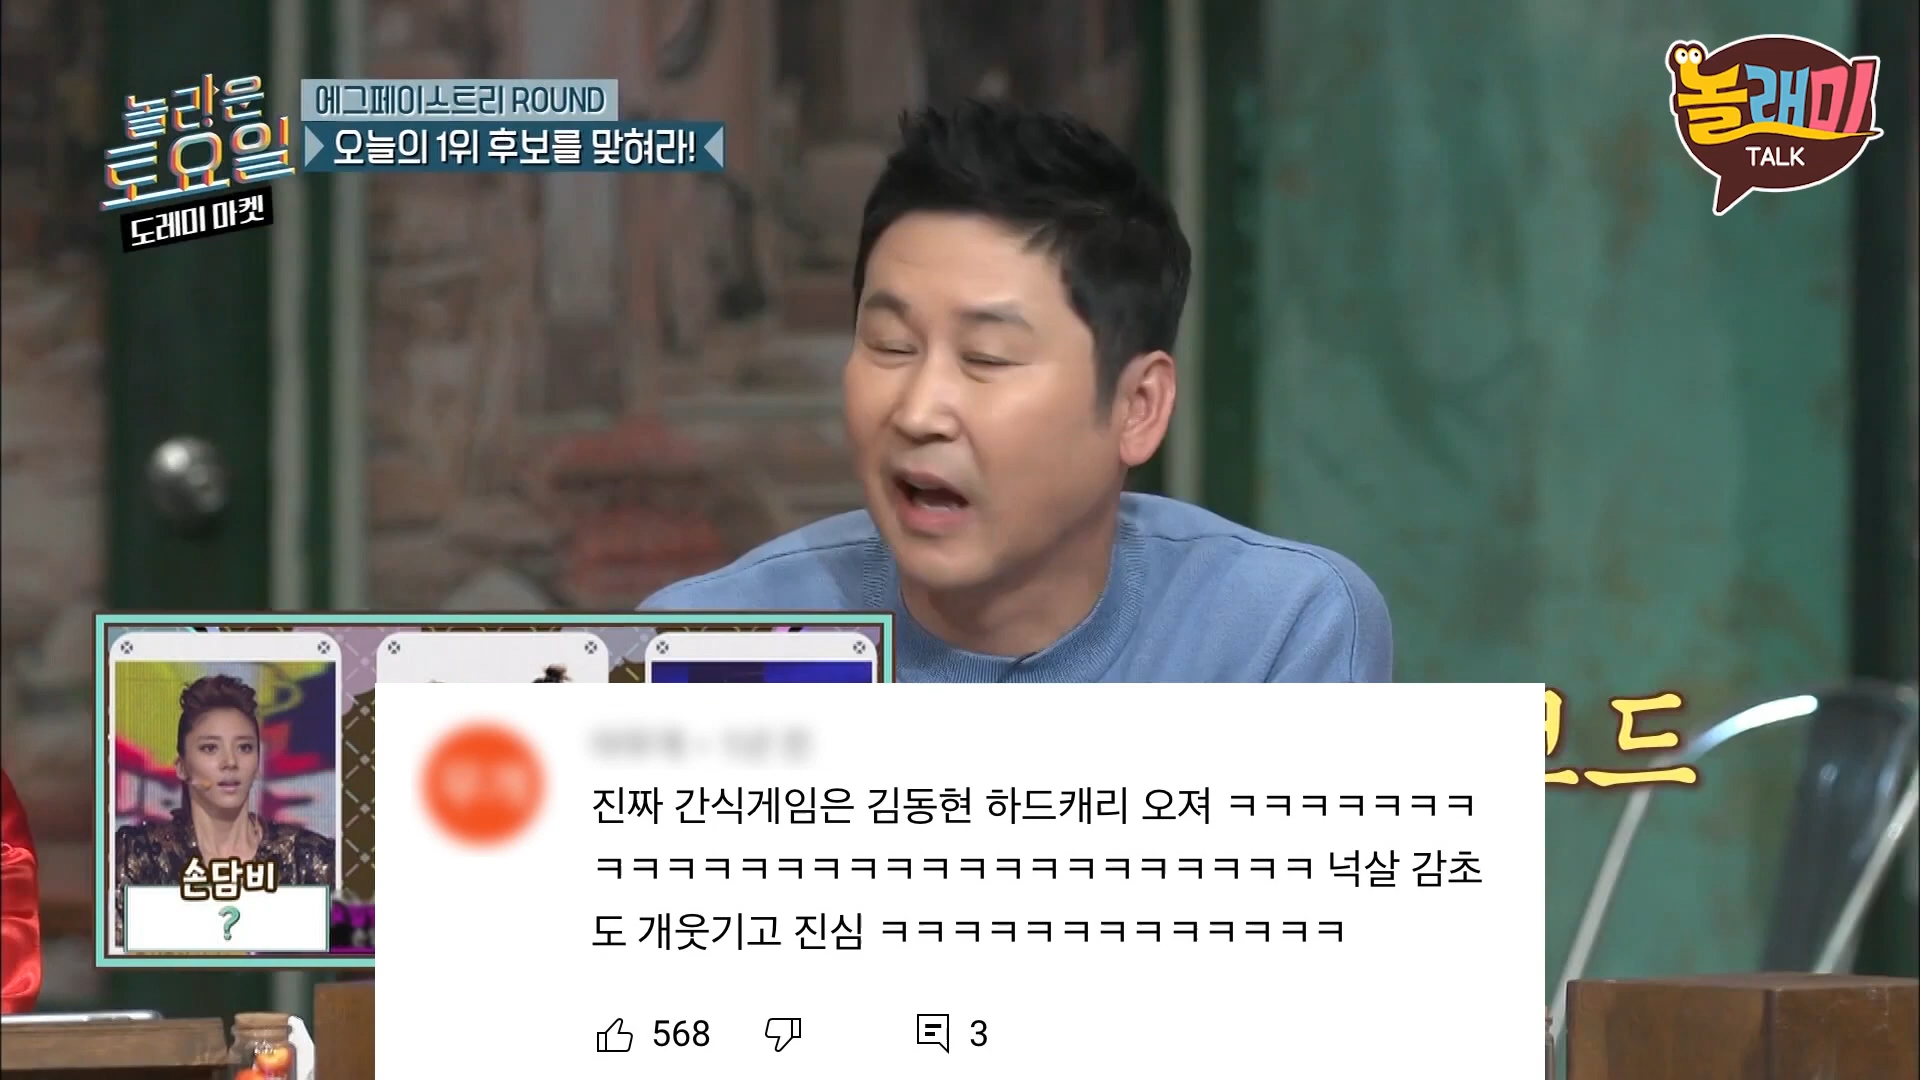 놀라운
토요일
도레미 마켓
에그페이스트리 ROUND
오늘의 1위 후보를 맞혀라!
놀래미
TALK
손담비
?
드
진짜 간식게임은 김동현 하드캐리 오져 ㅋㅋㅋㅋㅋㅋㅋ
ㅋㅋㅋㅋㅋㅋㅋㅋㅋㅋㅋㅋㅋㅋㅋㅋㅋㅋㅋㅋ 넉살 감초
도 개웃기고 진심 ㅋㅋㅋㅋㅋㅋㅋㅋㅋㅋㅋㅋㅋ
568
3